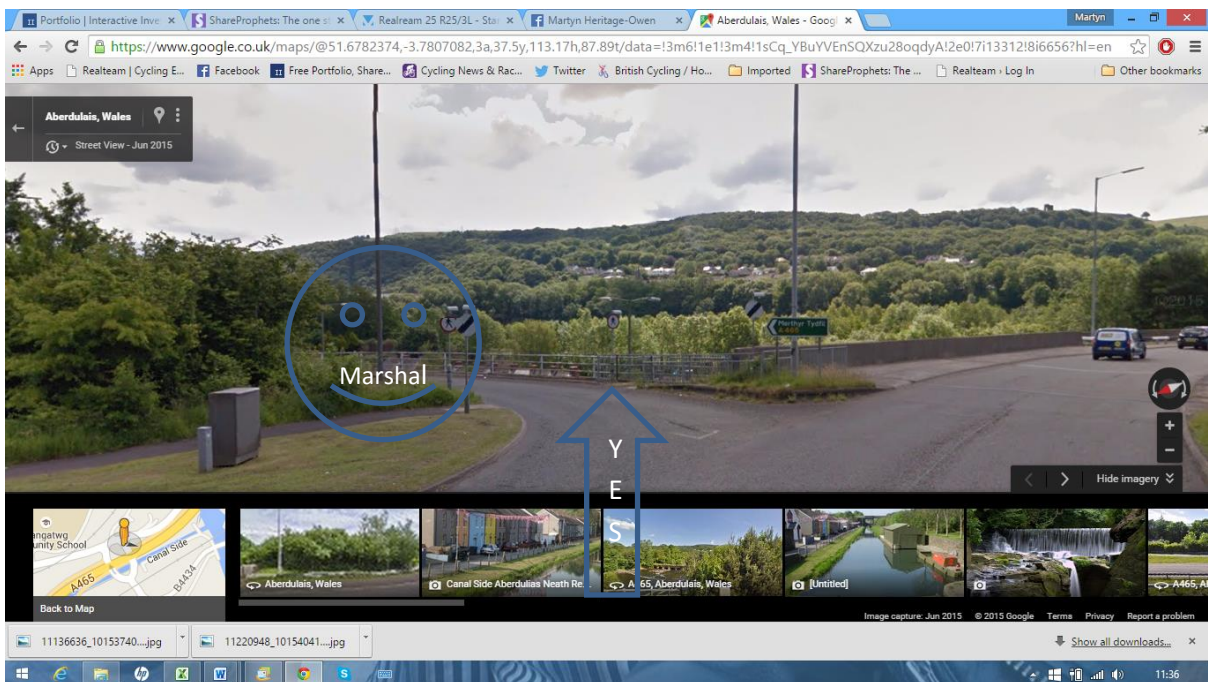 Portfolio | Interactive Inve
ShareProphets: The one st
Realream 25 R25/3L - Star
Martyn Heritage-Owen
Aberdulais, Wales - Googl
Martyn
https://www.google.co.uk/maps/@51.6782374,-3.7807082,3a,37.5y,113.17h,87.89t/data=!3m6!1e1!3m4!1sCq_YBuYVEnSQXzu28oqdyA!2e0!7i13312!8i6656?hl=en
Apps
Realteam | Cycling E...
Facebook
Free Portfolio, Share...
Cycling News & Rac...
Twitter
British Cycling / Ho...
Imported
ShareProphets: The ...
Realteam › Log In
Other bookmarks
Aberdulais, Wales
Street View - Jun 2015
Merthyr Tydfil
A 465
Marshal
Y
E
S
Hide imagery
angatwg
unity School
Canal Side
A465
B4434
Back to Map
Aberdulais, Wales
Canal Side Aberdulias Neath Re...
A465, Aberdulais, Wales
[Untitled]
A465, A
Image capture: Jun 2015
© 2015 Google
Terms
Privacy
Report a problem
11136636_10153740....jpg
11220948_10154041....jpg
Show all downloads...
11:36